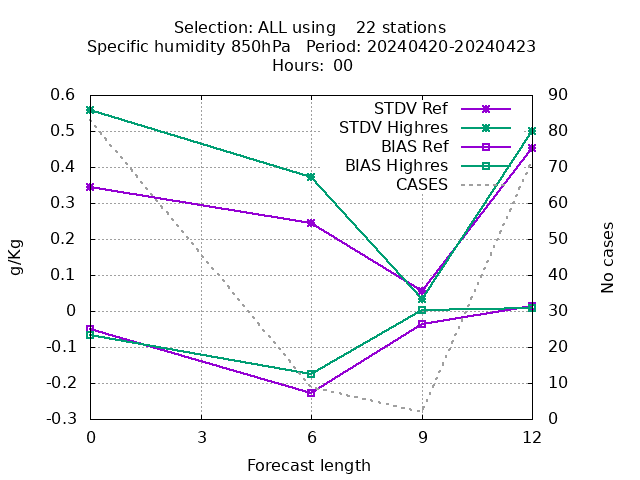 Selection: ALL using    22 stations
Specific humidity 850hPa   Period: 20240420-20240423
Hours:  00
0.6
0.5
0.4
0.3
0.2
0.1
0
-0.1
-0.2
-0.3
g/Kg
STDV Ref
STDV Highres
BIAS Ref
BIAS Highres
CASES
90
80
70
60
50
40
30
20
10
0
No cases
0 3 6 9 12
Forecast length